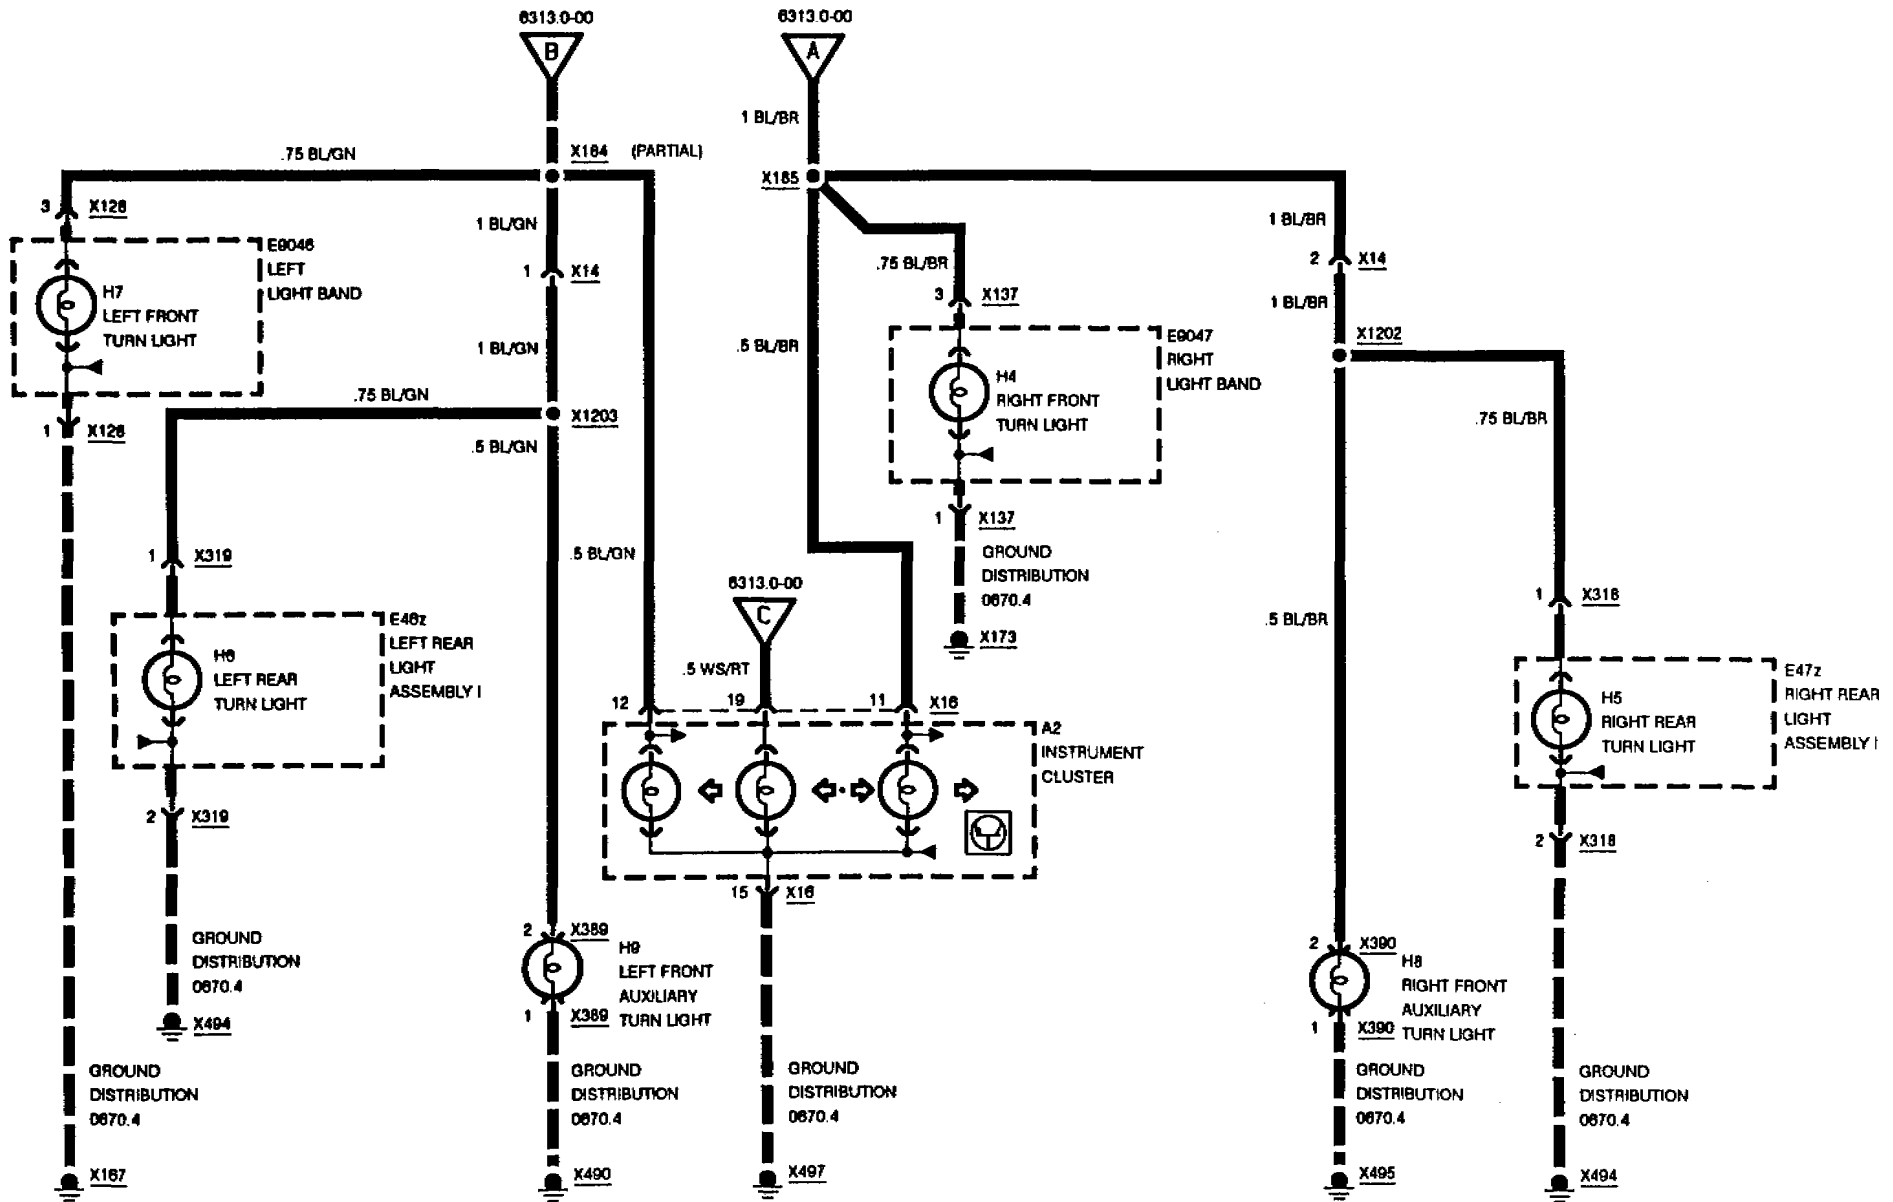 6313.0-00
6313.0-00
B
A
1 BL/BR
.75 BL/GN
X184 (PARTIAL)
X185
3 X128
1 BL/GN
1 BL/BR
E9046
LEFT
LIGHT BAND
.75 BL/BR
2 X14
1 X14
H7
LEFT FRONT
TURN LIGHT
3 X137
1 BL/BR
1 BL/GN
.5 BL/BR
E9047
RIGHT
LIGHT BAND
X1202
H4
RIGHT FRONT
TURN LIGHT
.75 BL/GN
X1203
.75 BL/BR
1 X128
.5 BL/GN
1 X137
1 X319
.5 BL/GN
GROUND
DISTRIBUTION
0670.4
6313.0-00
C
1 X318
E46z
LEFT REAR
LIGHT
ASSEMBLY I
.5 BL/BR
X173
H6
LEFT REAR
TURN LIGHT
.5 WS/RT
E47z
RIGHT REAR
LIGHT
ASSEMBLY I
12 19 11 X16
H5
RIGHT REAR
TURN LIGHT
A2
INSTRUMENT
CLUSTER
2 X319
2 X318
15 X16
2 X389
GROUND
DISTRIBUTION
0670.4
H9
LEFT FRONT
AUXILIARY
TURN LIGHT
2 X390
H8
RIGHT FRONT
AUXILIARY
TURN LIGHT
1 X389
X494
1 X390
GROUND
DISTRIBUTION
0670.4
GROUND
DISTRIBUTION
0670.4
GROUND
DISTRIBUTION
0670.4
GROUND
DISTRIBUTION
0670.4
GROUND
DISTRIBUTION
0670.4
X167
X490
X497
X495
X494